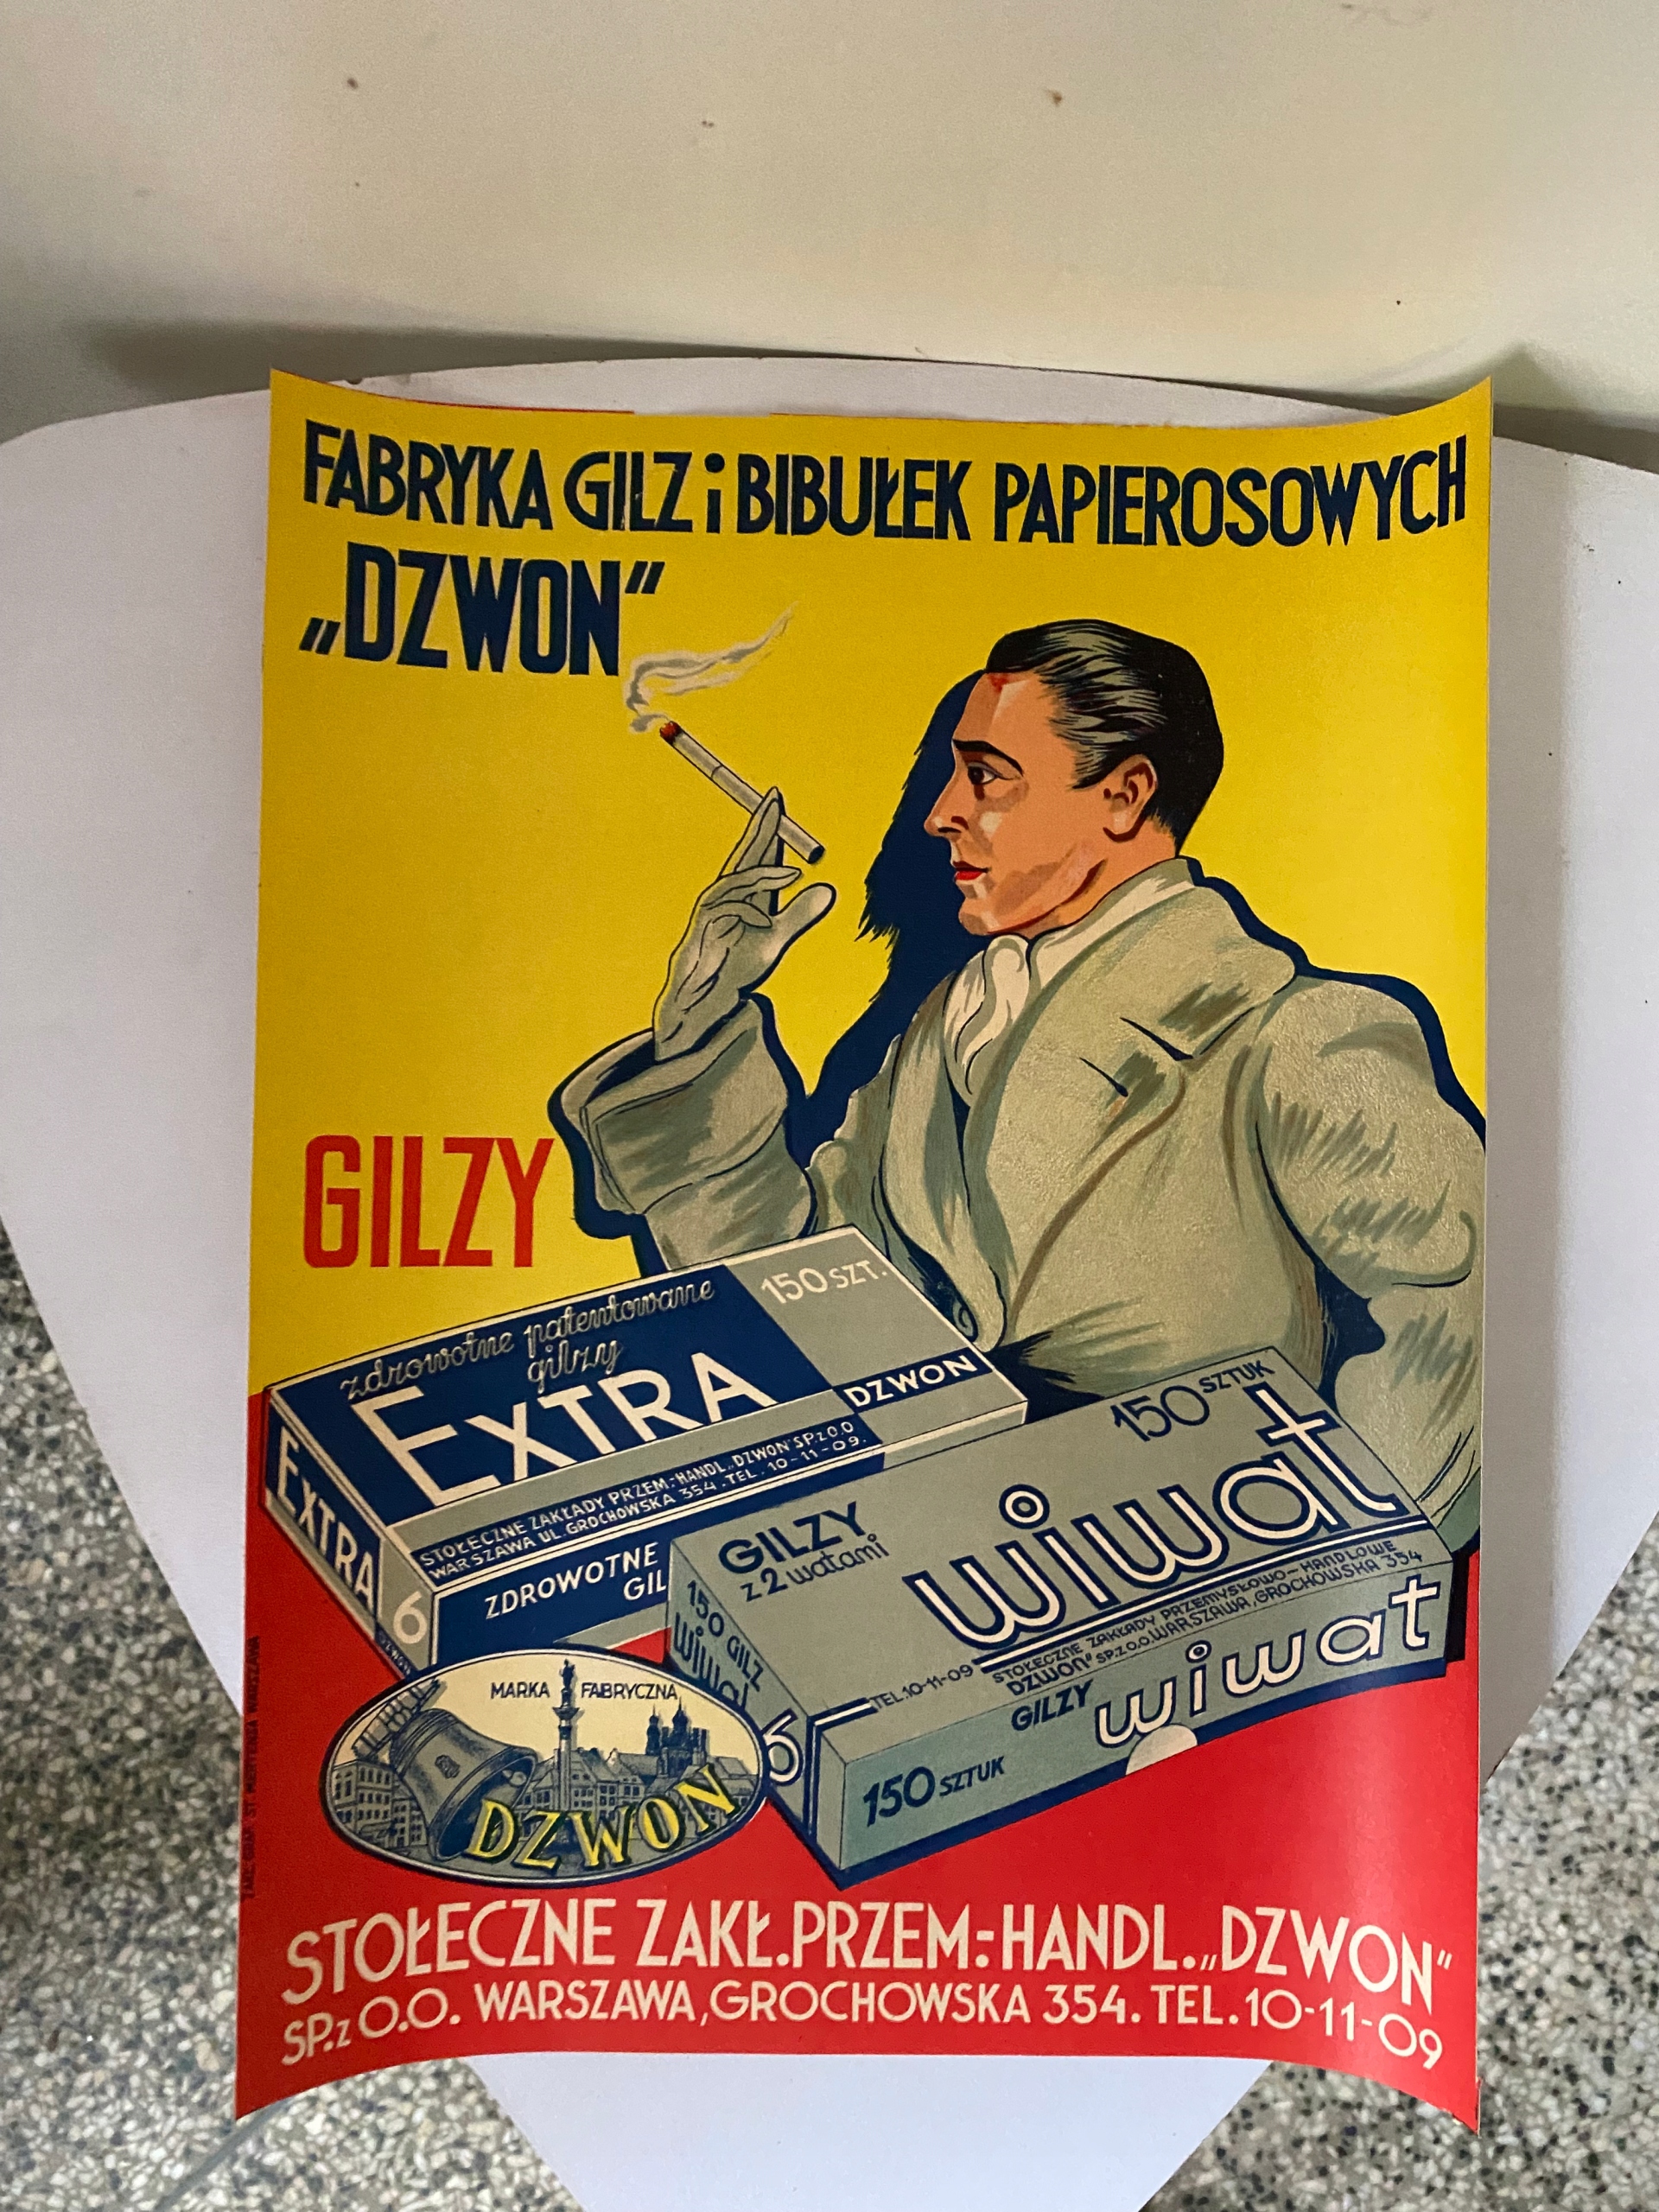 FABRYKA GILZ i BIBUŁEK PAPIEROSOWYCH
„DZWON“
GILZY
zdrowotne patentowane
gilzy
150 SZT.
EXTRA
DZWON
STOŁECZNE ZAKŁADY PRZEM.-HANDL. „DZWON” SP. z O.O
WARSZAWA UL. GROCHOWSKA 354. TEL. 10-11-09.
EXTRA
6
DZWON
ZDROWOTNE
GIL
150 SZTUK
GILZY
z 2 watami
wiwat
STOŁECZNE ZAKŁADY PRZEMYSŁOWO-HANDLOWE
DZWON” SP. z O.O. WARSZAWA, GROCHOWSKA 354
TEL. 10-11-09
150 GILZ
wiwat
6
GILZY wiwat
150 SZTUK
MARKA FABRYCZNA
DZWON
STOŁECZNE ZAKŁ. PRZEM.-HANDL. „DZWON“
SP. z O.O. WARSZAWA, GROCHOWSKA 354. TEL. 10-11-09